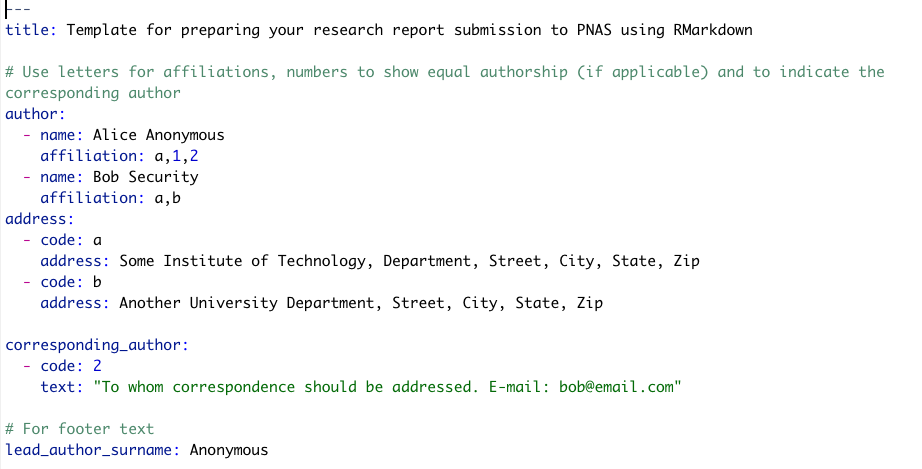 ---
title: Template for preparing your research report submission to PNAS using RMarkdown

# Use letters for affiliations, numbers to show equal authorship (if applicable) and to indicate the
corresponding author
author:
  - name: Alice Anonymous
    affiliation: a,1,2
  - name: Bob Security
    affiliation: a,b
address:
  - code: a
    address: Some Institute of Technology, Department, Street, City, State, Zip
  - code: b
    address: Another University Department, Street, City, State, Zip

corresponding_author:
  - code: 2
    text: "To whom correspondence should be addressed. E-mail: bob@email.com"

# For footer text
lead_author_surname: Anonymous